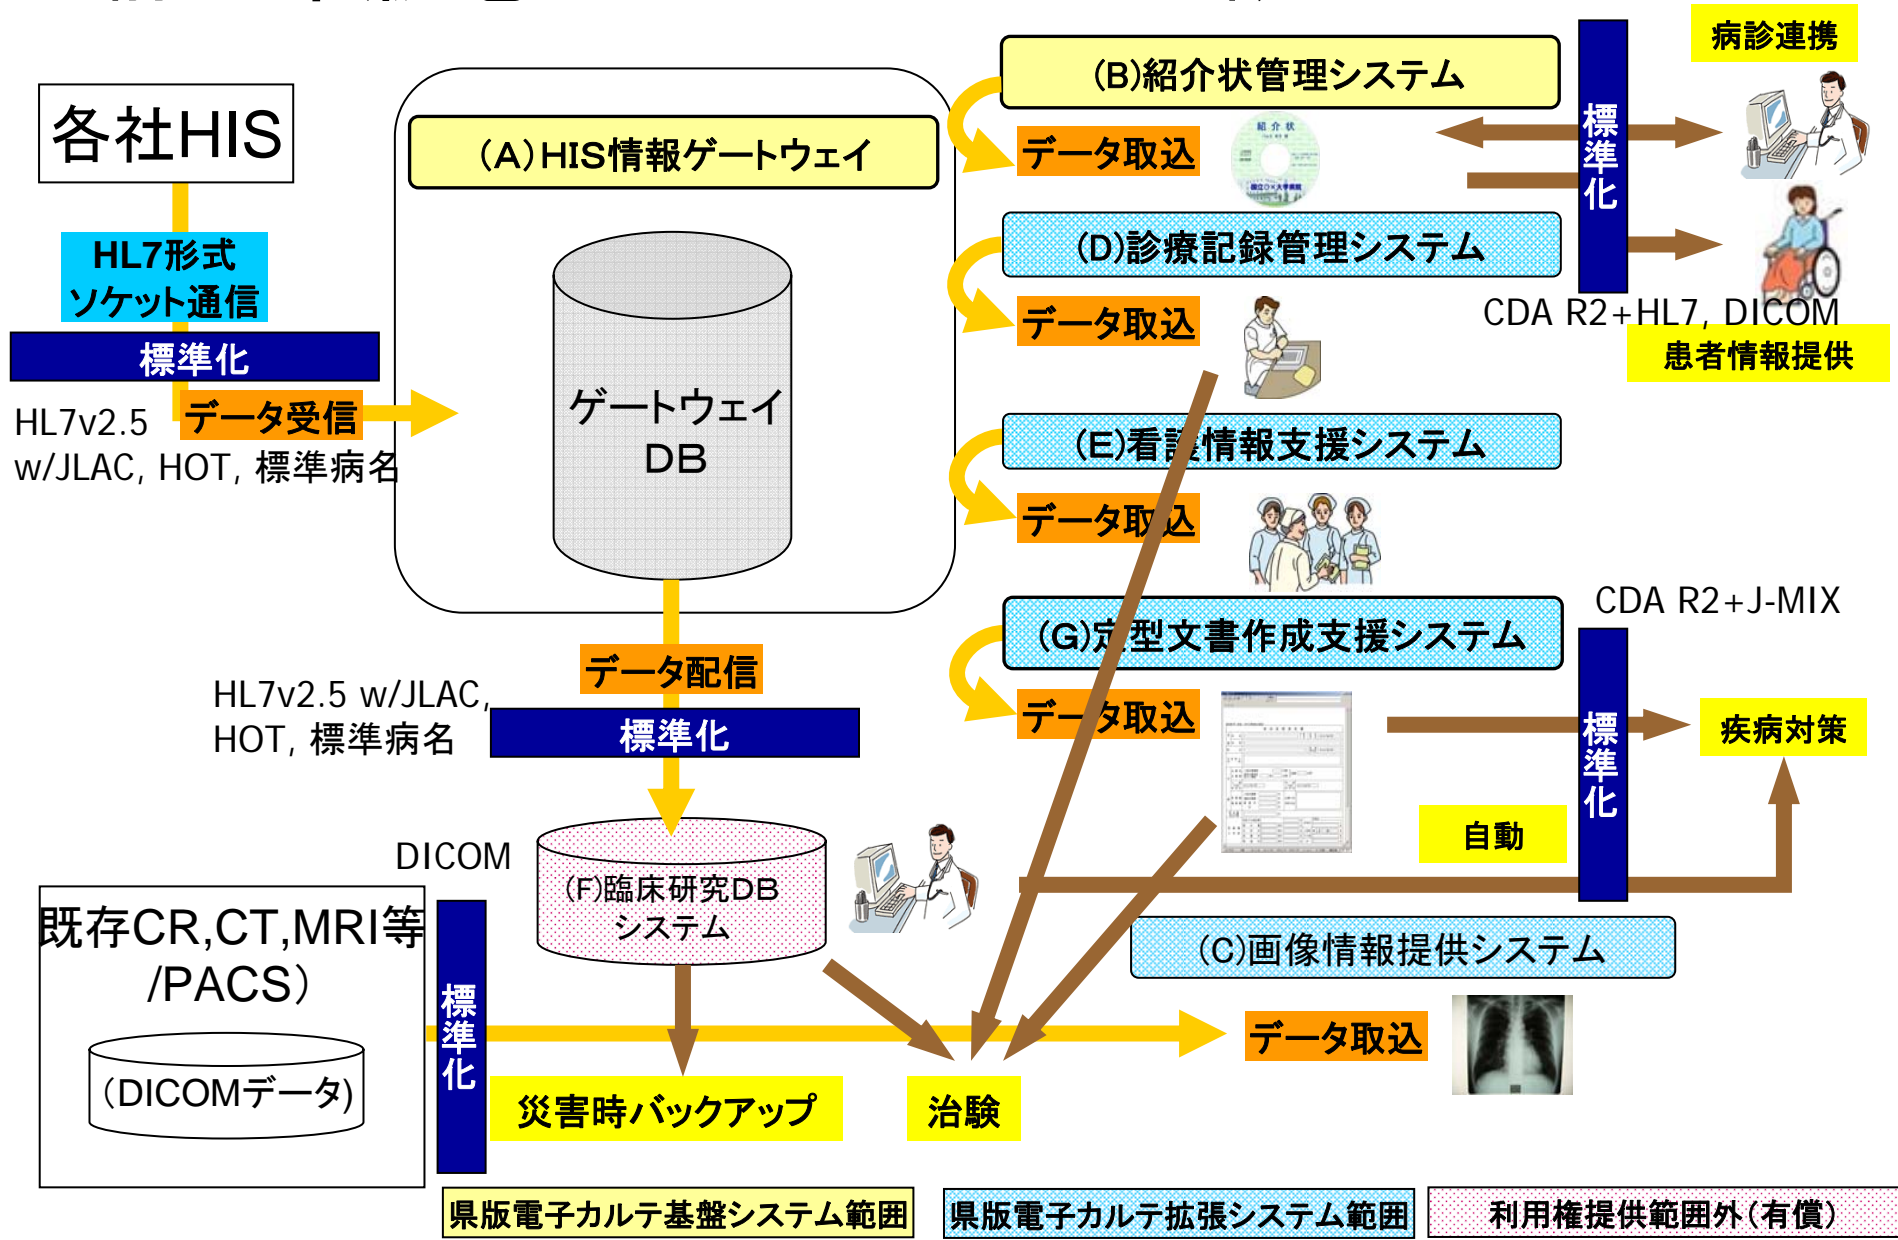 各社HIS
HL7形式
ソケット通信
標準化
データ受信
HL7v2.5
w/JLAC, HOT, 標準病名
(A)HIS情報ゲートウェイ
ゲートウェイ
DB
データ配信
HL7v2.5 w/JLAC,
HOT, 標準病名
標準化
(F)臨床研究DB
システム
DICOM
既存CR,CT,MRI等
/PACS)
(DICOMデータ)
標準化
災害時バックアップ
治験
(B)紹介状管理システム
データ取込
紹介状
国立○×大学病院
標準化
病診連携
(D)診療記録管理システム
データ取込
CDA R2+HL7, DICOM
患者情報提供
(E)看護情報支援システム
データ取込
(G)定型文書作成支援システム
データ取込
CDA R2+J-MIX
標準化
疾病対策
自動
(C)画像情報提供システム
データ取込
県版電子カルテ基盤システム範囲
県版電子カルテ拡張システム範囲
利用権提供範囲外(有償)